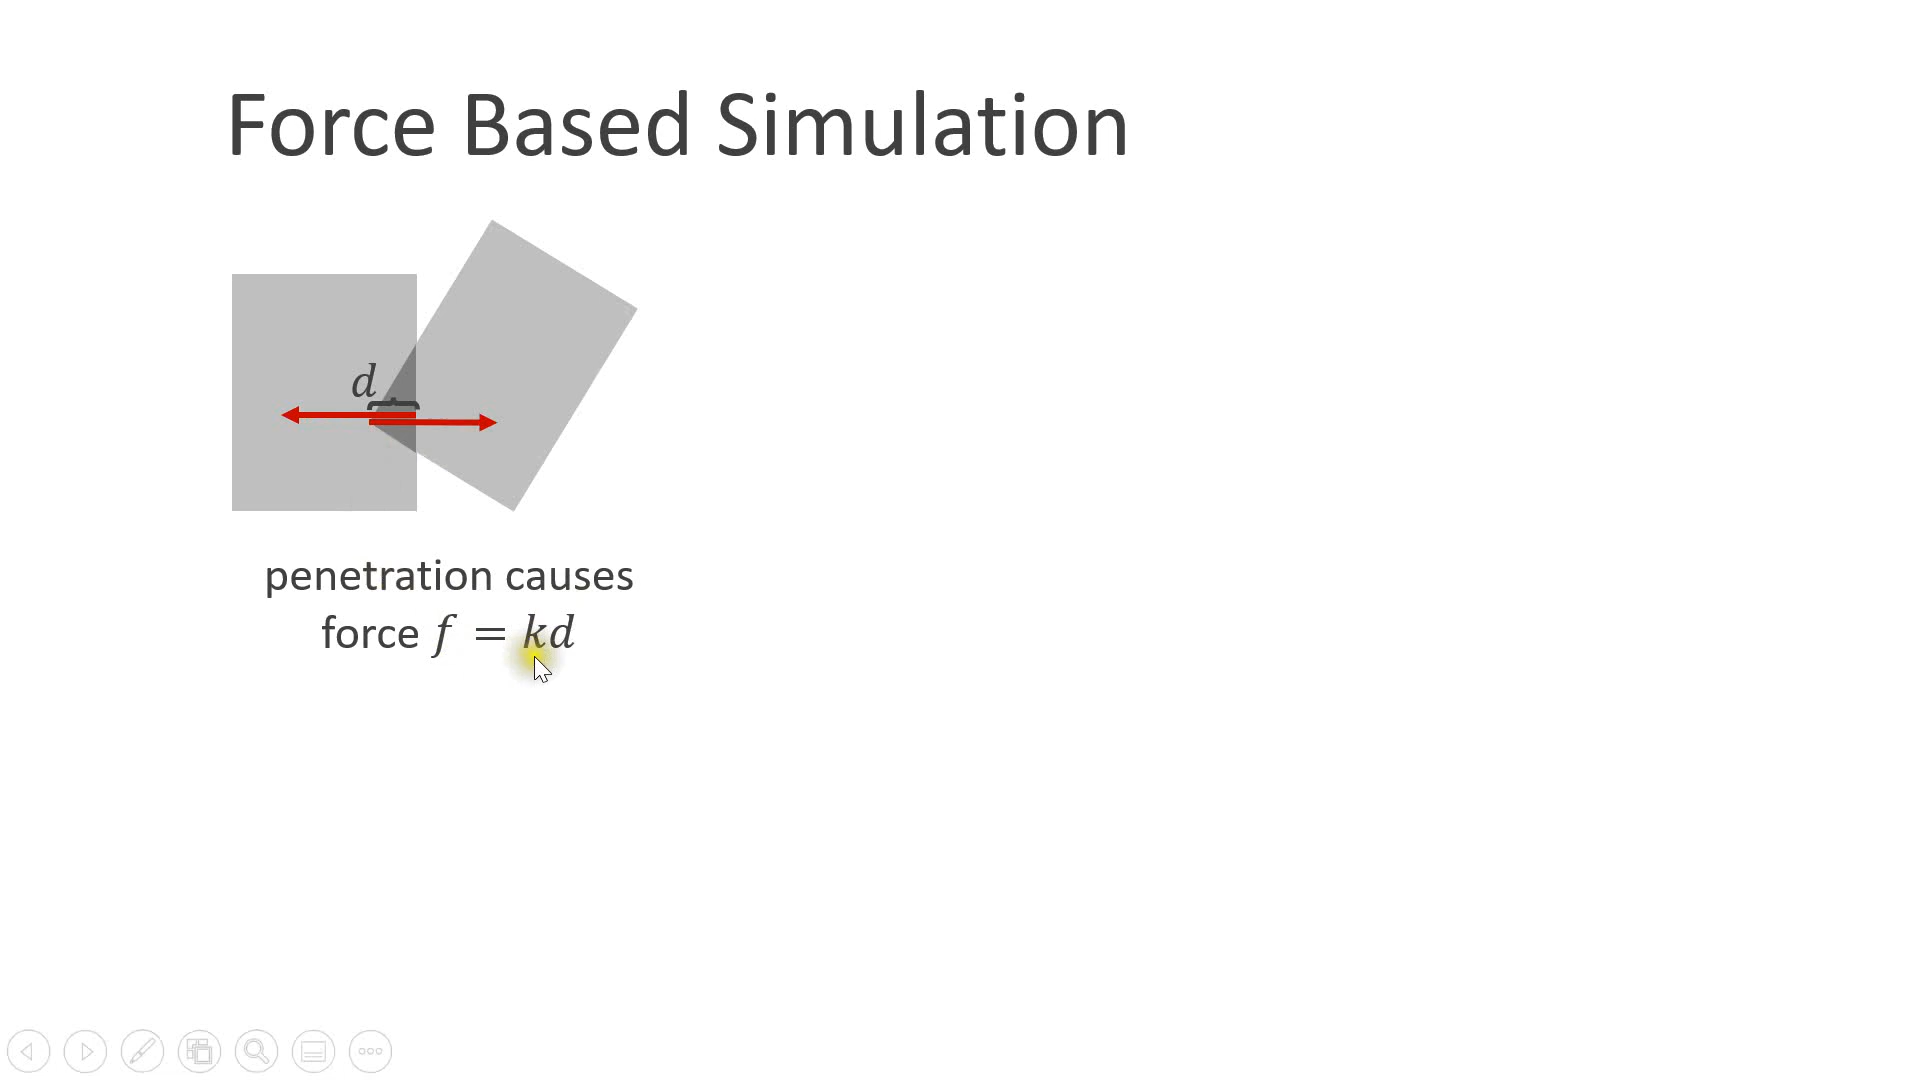 Force Based Simulation
d
penetration causes
force f = kd